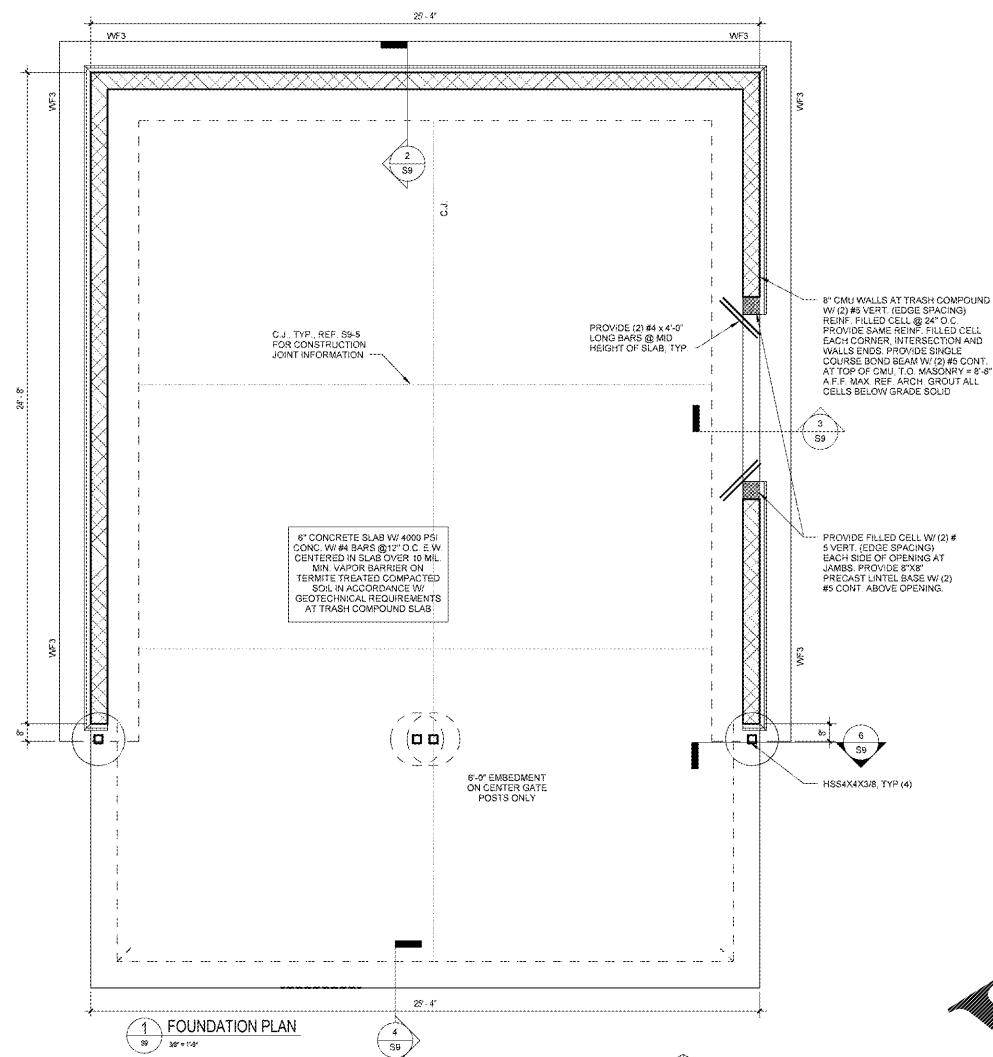 25' - 4"
WF3
WF3
WF3
WF3
2
S9
C.J.
8" CMU WALLS AT TRASH COMPOUND
W/ (2) #5 VERT. (EDGE SPACING)
REINF. FILLED CELL @ 24" O.C.
PROVIDE SAME REINF. FILLED CELL
EACH CORNER, INTERSECTION AND
WALLS ENDS. PROVIDE SINGLE
COURSE BOND BEAM W/ (2) #5 CONT.
AT TOP OF CMU, T.O. MASONRY = 8'-8"
A.F.F. MAX. REF. ARCH. GROUT ALL
CELLS BELOW GRADE SOLID
C.J., TYP., REF. S9-5
FOR CONSTRUCTION
JOINT INFORMATION
PROVIDE (2) #4 x 4'-0"
LONG BARS @ MID
HEIGHT OF SLAB, TYP.
24' - 8"
3
S9
6" CONCRETE SLAB W/ 4000 PSI
CONC. W/ #4 BARS @12" O.C. E.W.
CENTERED IN SLAB OVER 10 MIL.
MIN. VAPOR BARRIER ON
TERMITE TREATED COMPACTED
SOIL IN ACCORDANCE W/
GEOTECHNICAL REQUIREMENTS
AT TRASH COMPOUND SLAB
PROVIDE FILLED CELL W/ (2) #
5 VERT. (EDGE SPACING)
EACH SIDE OF OPENING AT
JAMBS. PROVIDE 8"X8"
PRECAST LINTEL BASE W/ (2)
#5 CONT. ABOVE OPENING.
WF3
WF3
8"
8"
6
S9
6'-0" EMBEDMENT
ON CENTER GATE
POSTS ONLY
HSS4X4X3/8, TYP (4)
25' - 4"
1
S9
FOUNDATION PLAN
3/8" = 1'-0"
4
S9